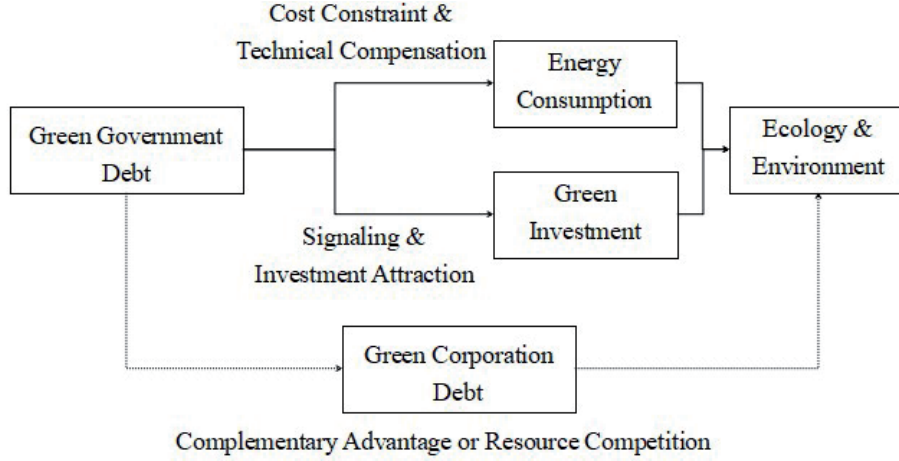 Cost Constraint &
Technical Compensation
Energy
Consumption
Green Government
Debt
Ecology &
Environment
Green
Investment
Signaling &
Investment Attraction
Green Corporation
Debt
Complementary Advantage or Resource Competition